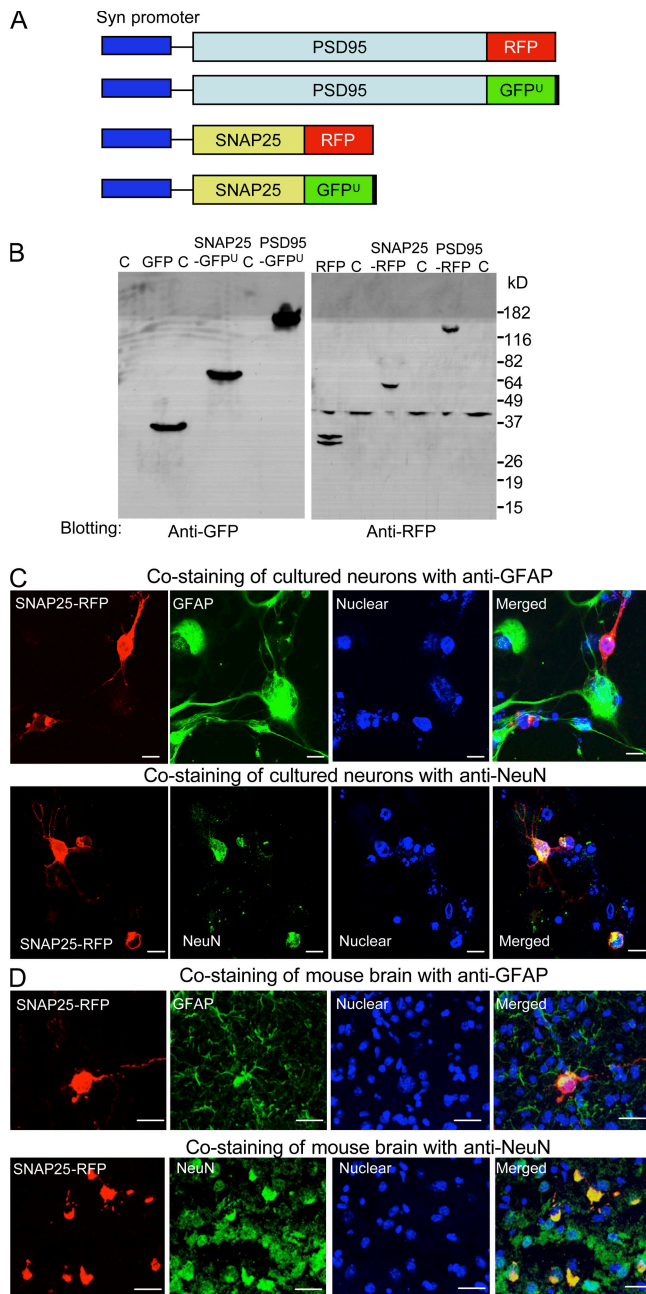 A
Syn promoter
PSD95 RFP
PSD95 GFPᵁ
SNAP25 RFP
SNAP25 GFPᵁ
B
C GFP C SNAP25 -GFPᵁ C PSD95 -GFPᵁ
RFP C SNAP25 -RFP C PSD95 -RFP C
kD
182
116
82
64
49
37
26
19
15
Blotting: Anti-GFP Anti-RFP
C
Co-staining of cultured neurons with anti-GFAP
SNAP25-RFP GFAP Nuclear Merged
Co-staining of cultured neurons with anti-NeuN
SNAP25-RFP NeuN Nuclear Merged
D
Co-staining of mouse brain with anti-GFAP
SNAP25-RFP GFAP Nuclear Merged
Co-staining of mouse brain with anti-NeuN
SNAP25-RFP NeuN Nuclear Merged